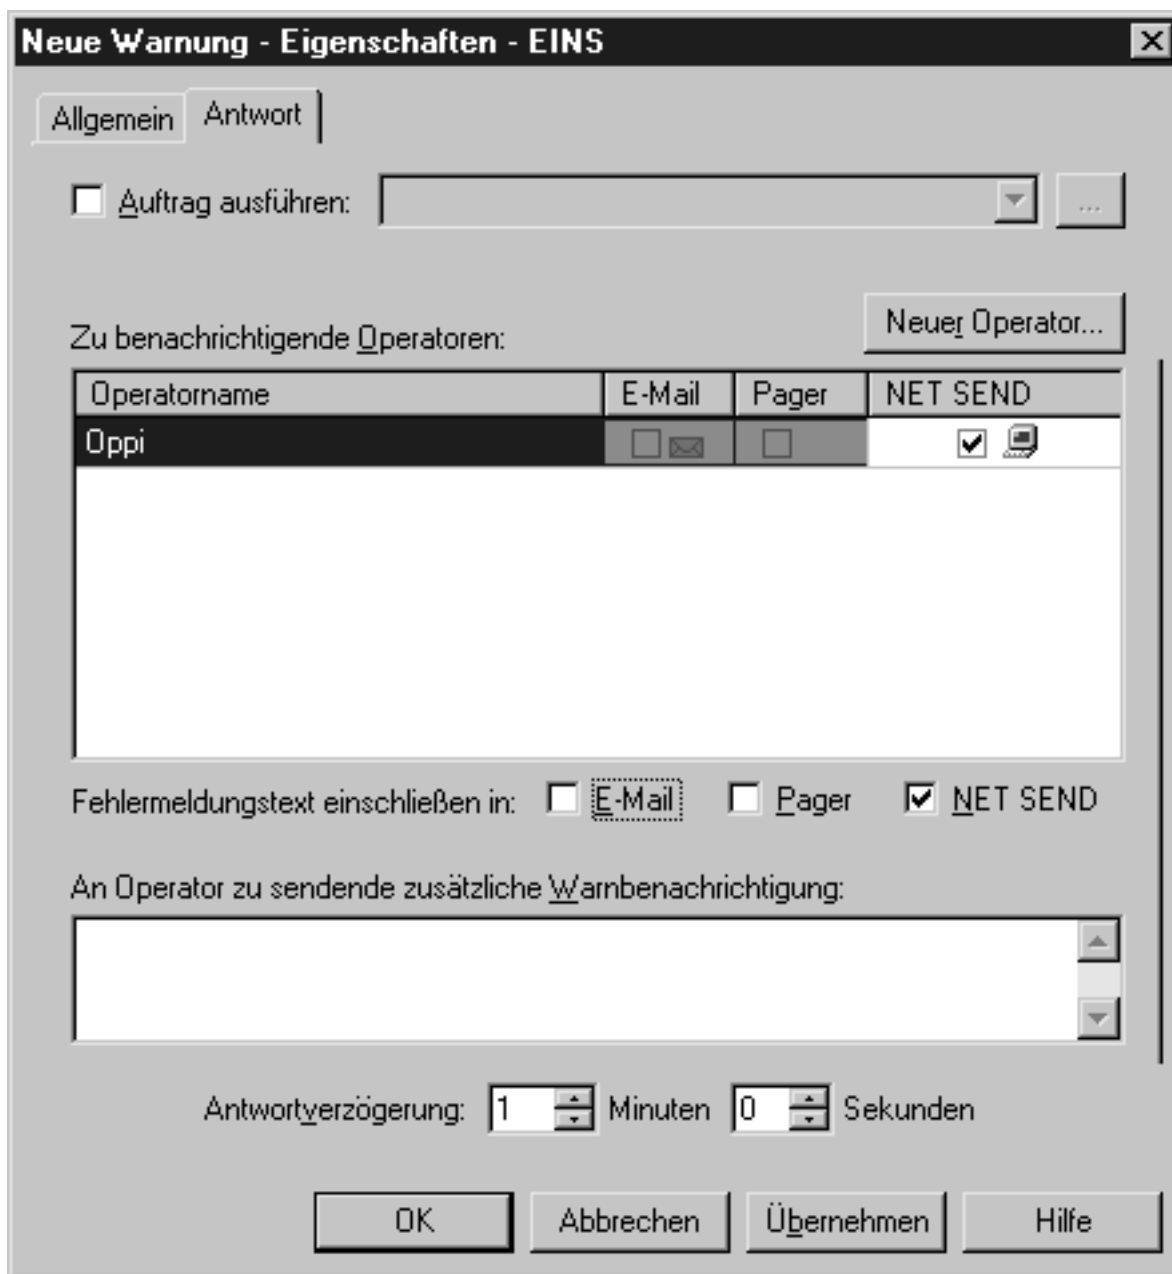 Neue Warnung - Eigenschaften - EINS
Allgemein Antwort
Auftrag ausführen: ...
Neuer Operator...
Zu benachrichtigende Operatoren:
Operatorname E-Mail Pager NET SEND
Oppi
Fehlermeldungstext einschließen in: E-Mail Pager NET SEND
An Operator zu sendende zusätzliche Warnbenachrichtigung:
Antwortverzögerung: 1 Minuten 0 Sekunden
OK Abbrechen Übernehmen Hilfe